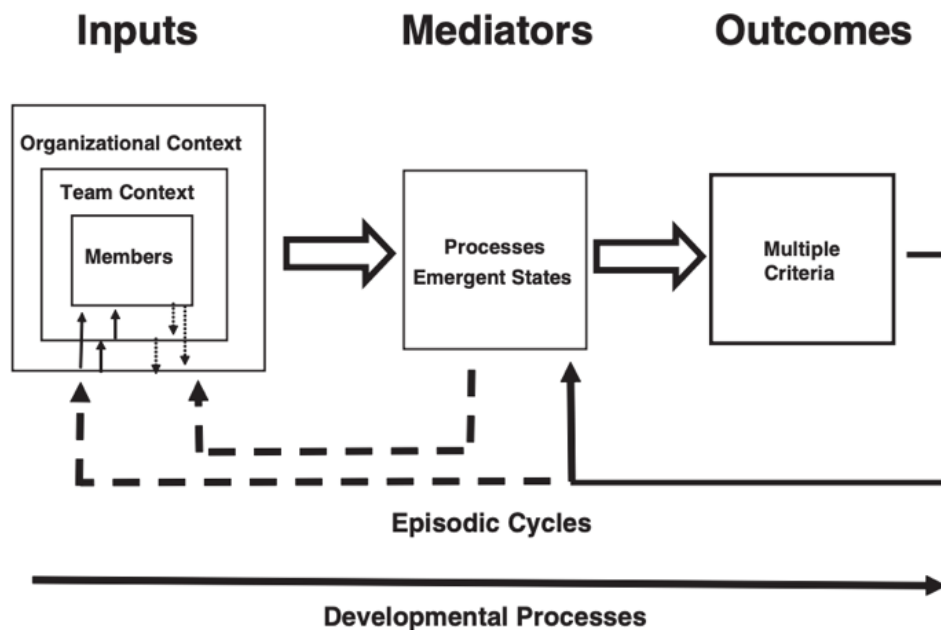 Inputs
Mediators
Outcomes
Organizational Context
Team Context
Members
Processes
Emergent States
Multiple
Criteria
Episodic Cycles
Developmental Processes